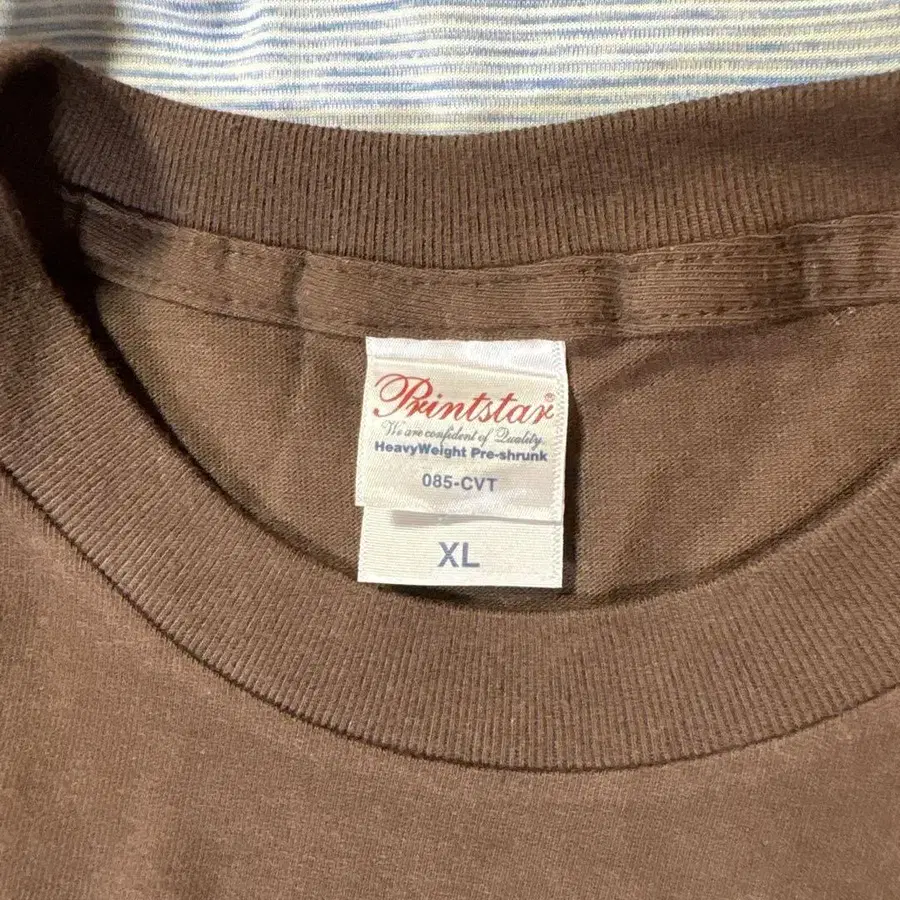 Printstar®
We are confident of Quality
HeavyWeight Pre-shrunk
085-CVT
XL